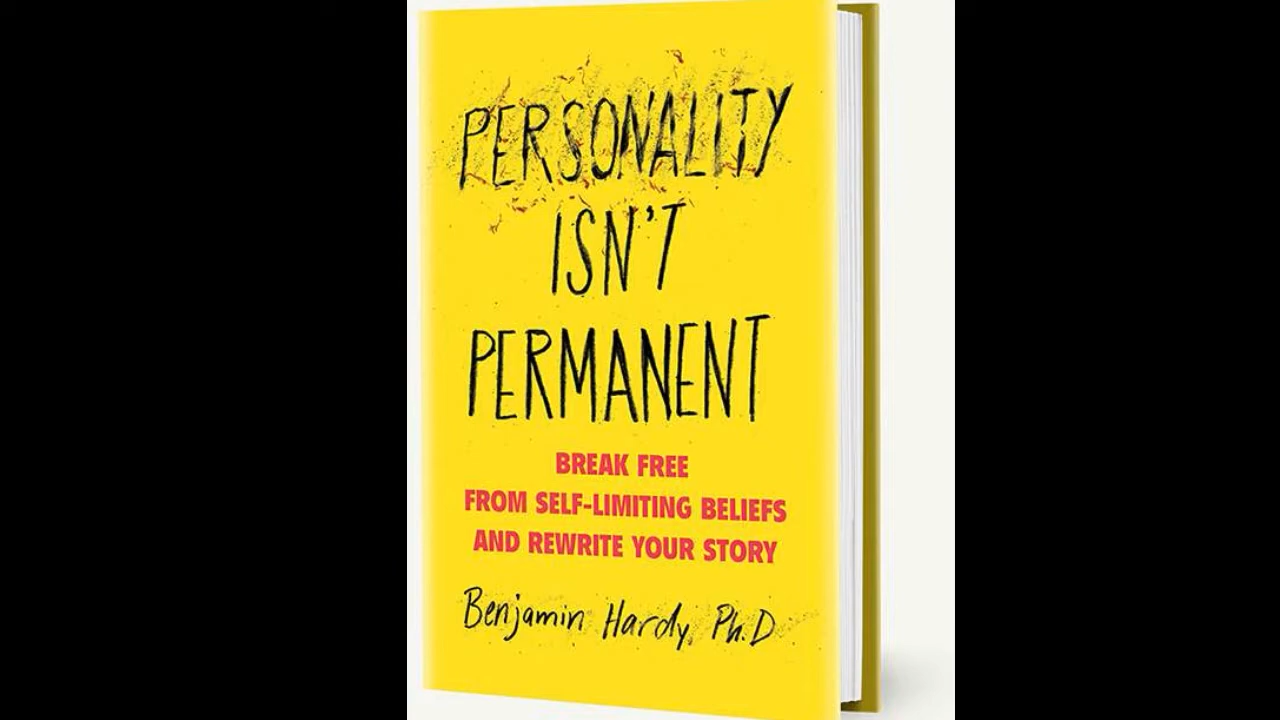 PERSONALITY
ISN'T
PERMANENT
BREAK FREE
FROM SELF-LIMITING BELIEFS
AND REWRITE YOUR STORY
Benjamin Hardy, Ph.D